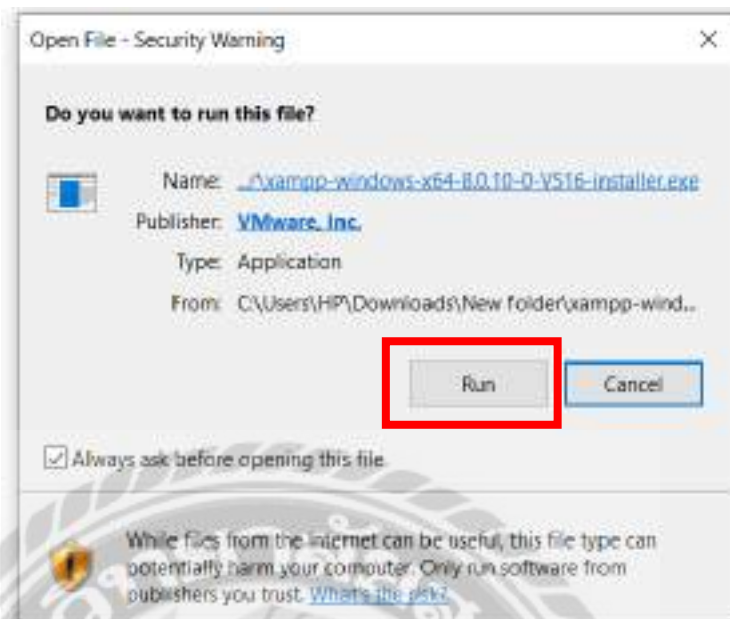 Open File - Security Warning
Do you want to run this file?
Name: ...\xampp-windows-x64-8.0.10-0-VS16-installer.exe
Publisher: VMware, Inc.
Type: Application
From: C:\Users\HP\Downloads\New folder\xampp-wind...
Run Cancel
Always ask before opening this file
While files from the Internet can be useful, this file type can
potentially harm your computer. Only run software from
publishers you trust. What's the risk?